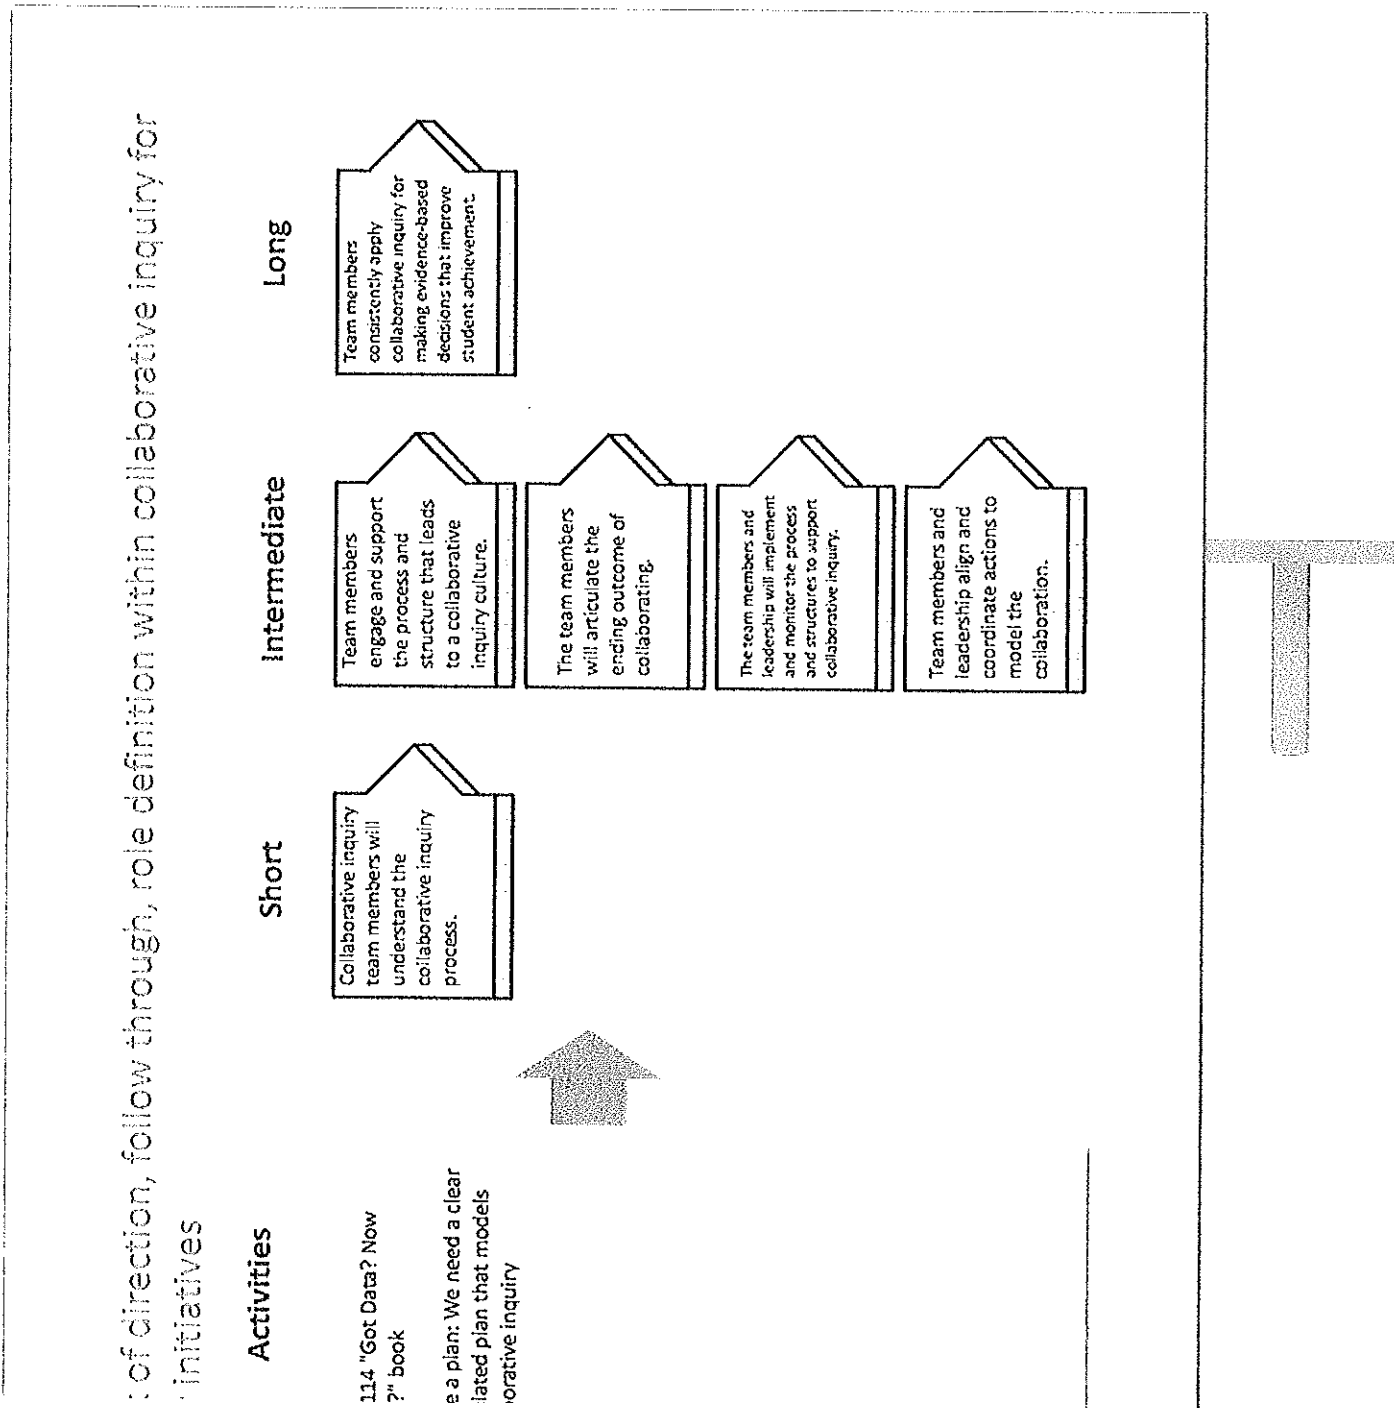 of direction, follow through, role definition within collaborative inquiry for
initiatives
Activities
Short
Intermediate
Long
114 "Got Data? Now
?" book
e a plan: We need a clear
lated plan that models
orative inquiry
Collaborative inquiry
team members will
understand the
collaborative inquiry
process.
Team members
engage and support
the process and
structure that leads
to a collaborative
inquiry culture.
The team members
will articulate the
ending outcome of
collaborating.
The team members and
leadership will implement
and monitor the process
and structures to support
collaborative inquiry.
Team members and
leadership align and
coordinate actions to
model the
collaboration.
Team members
consistently apply
collaborative inquiry for
making evidence-based
decisions that improve
student achievement.